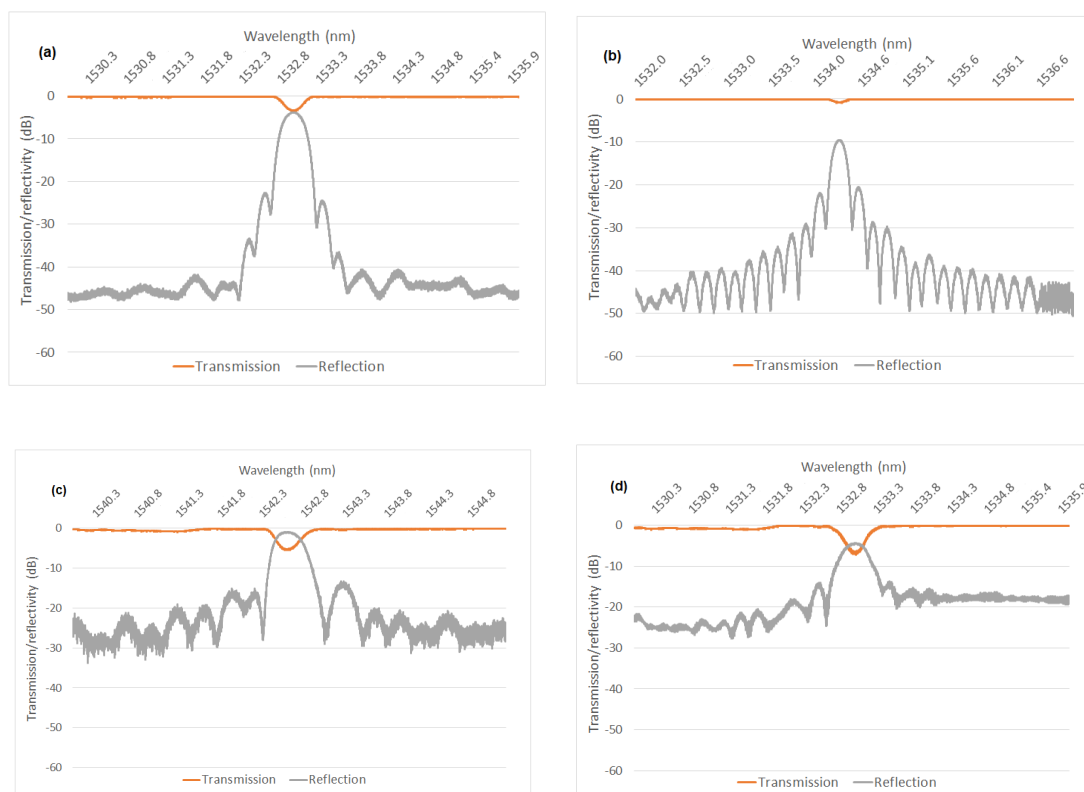 Wavelength (nm)
(a)
1530.3 1530.8 1531.3 1531.8 1532.3 1532.8 1533.3 1533.8 1534.3 1534.8 1535.4 1535.9
Transmission/reflectivity (dB)
0
-10
-20
-30
-40
-50
-60
Transmission Reflection
Wavelength (nm)
(b)
1532.0 1532.5 1533.0 1533.5 1534.0 1534.6 1535.1 1535.6 1536.1 1536.6
Transmission/reflectivity (dB)
0
-10
-20
-30
-40
-50
-60
Transmission Reflection
Wavelength (nm)
(c)
1540.3 1540.8 1541.3 1541.8 1542.3 1542.8 1543.3 1543.8 1544.3 1544.8
Transmission/reflectivity (dB)
0
-10
-20
-30
-40
-50
-60
Transmission Reflection
Wavelength (nm)
(d)
1530.3 1530.8 1531.3 1531.8 1532.3 1532.8 1533.3 1533.8 1534.3 1534.8 1535.4 1535.9
Transmission/reflectivity (dB)
0
-10
-20
-30
-40
-50
-60
Transmission Reflection